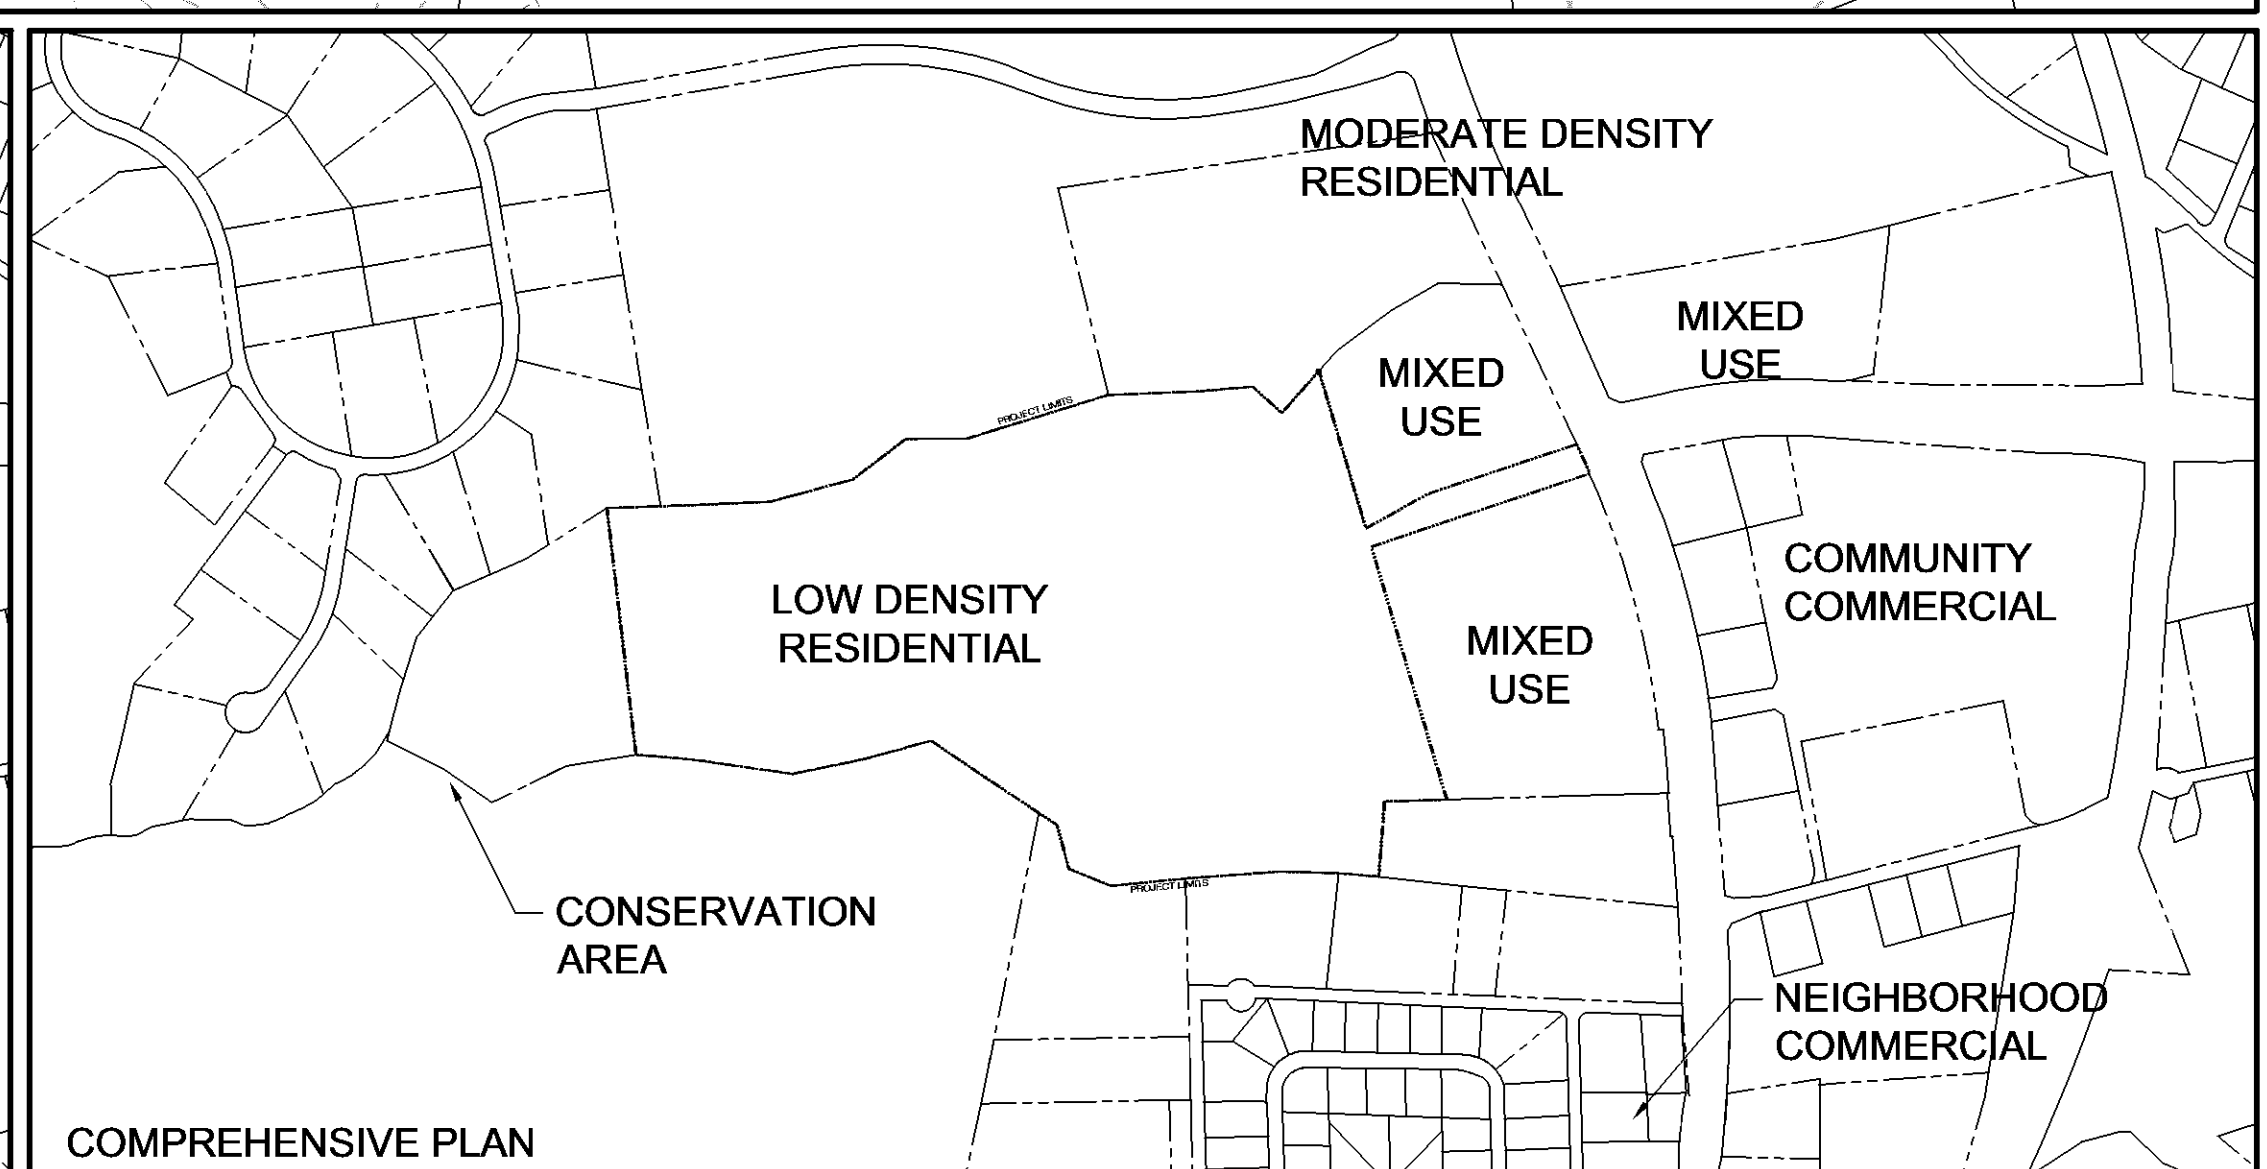 MODERATE DENSITY
RESIDENTIAL
MIXED
USE
MIXED
USE
PROJECT LIMITS
COMMUNITY
COMMERCIAL
LOW DENSITY
RESIDENTIAL
MIXED
USE
PROJECT LIMITS
CONSERVATION
AREA
NEIGHBORHOOD
COMMERCIAL
COMPREHENSIVE PLAN